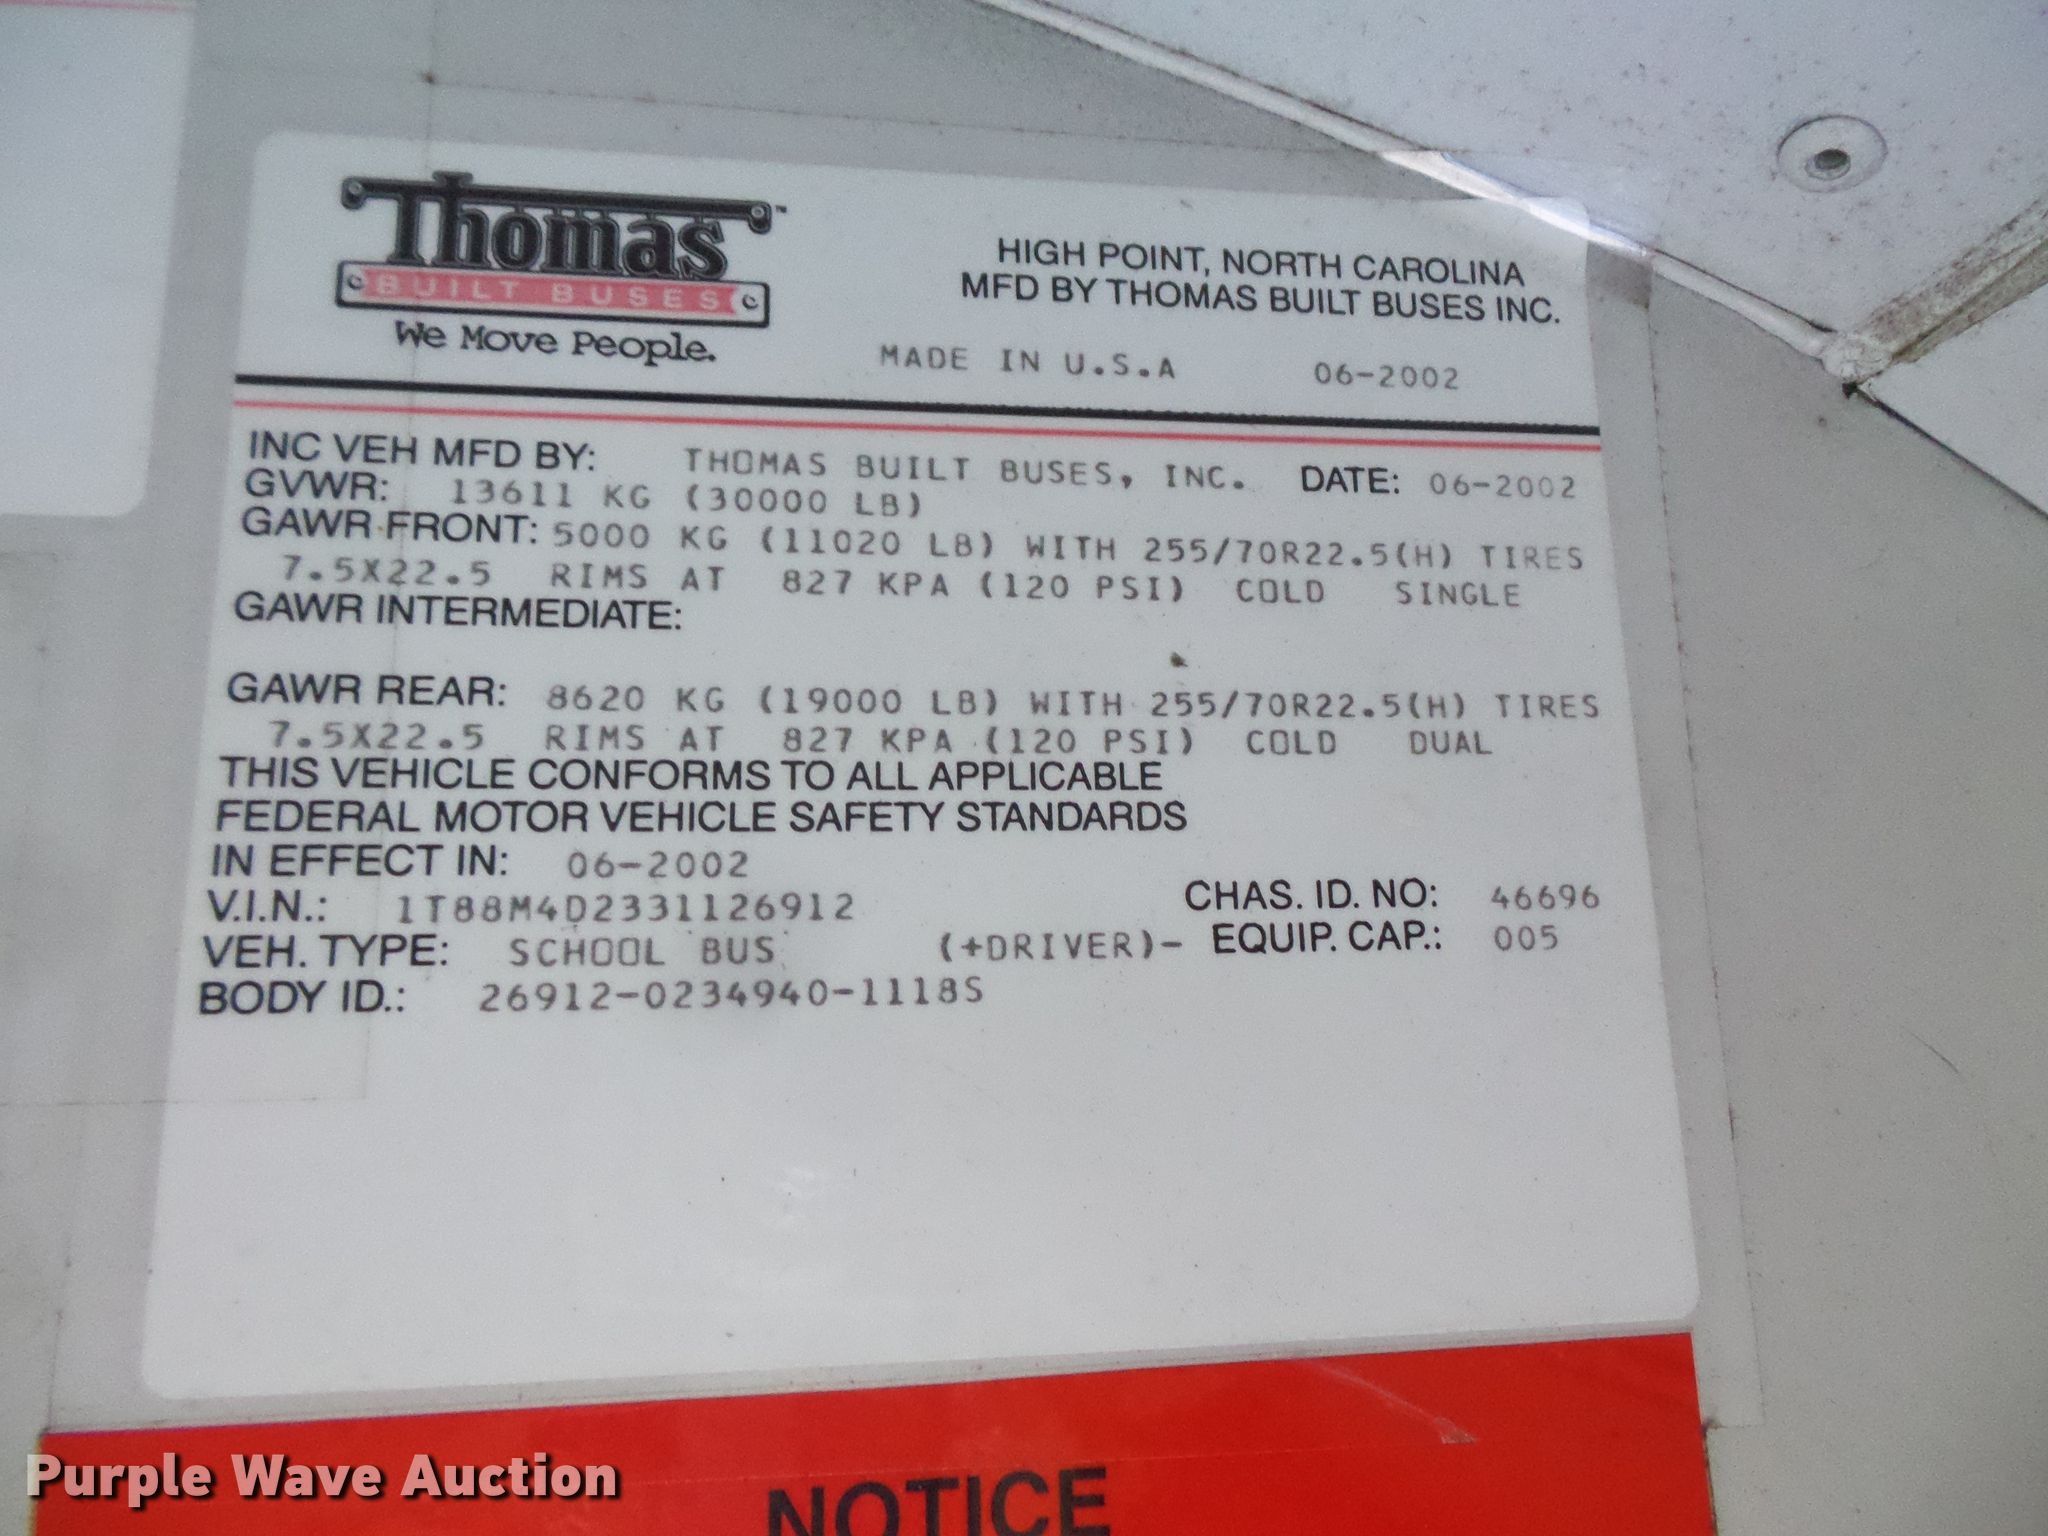 Thomas™
BUILT BUSES
We Move People.
HIGH POINT, NORTH CAROLINA
MFD BY THOMAS BUILT BUSES INC.
MADE IN U.S.A 06-2002
INC VEH MFD BY: THOMAS BUILT BUSES, INC. DATE: 06-2002
GVWR: 13611 KG (30000 LB)
GAWR FRONT: 5000 KG (11020 LB) WITH 255/70R22.5(H) TIRES
7.5X22.5 RIMS AT 827 KPA (120 PSI) COLD SINGLE
GAWR INTERMEDIATE:
GAWR REAR: 8620 KG (19000 LB) WITH 255/70R22.5(H) TIRES
7.5X22.5 RIMS AT 827 KPA (120 PSI) COLD DUAL
THIS VEHICLE CONFORMS TO ALL APPLICABLE
FEDERAL MOTOR VEHICLE SAFETY STANDARDS
IN EFFECT IN: 06-2002
V.I.N.: 1T88M4D2331126912 CHAS. ID. NO: 46696
VEH. TYPE: SCHOOL BUS (+DRIVER)- EQUIP. CAP.: 005
BODY ID.: 26912-0234940-1118S
NOTICE
Purple Wave Auction